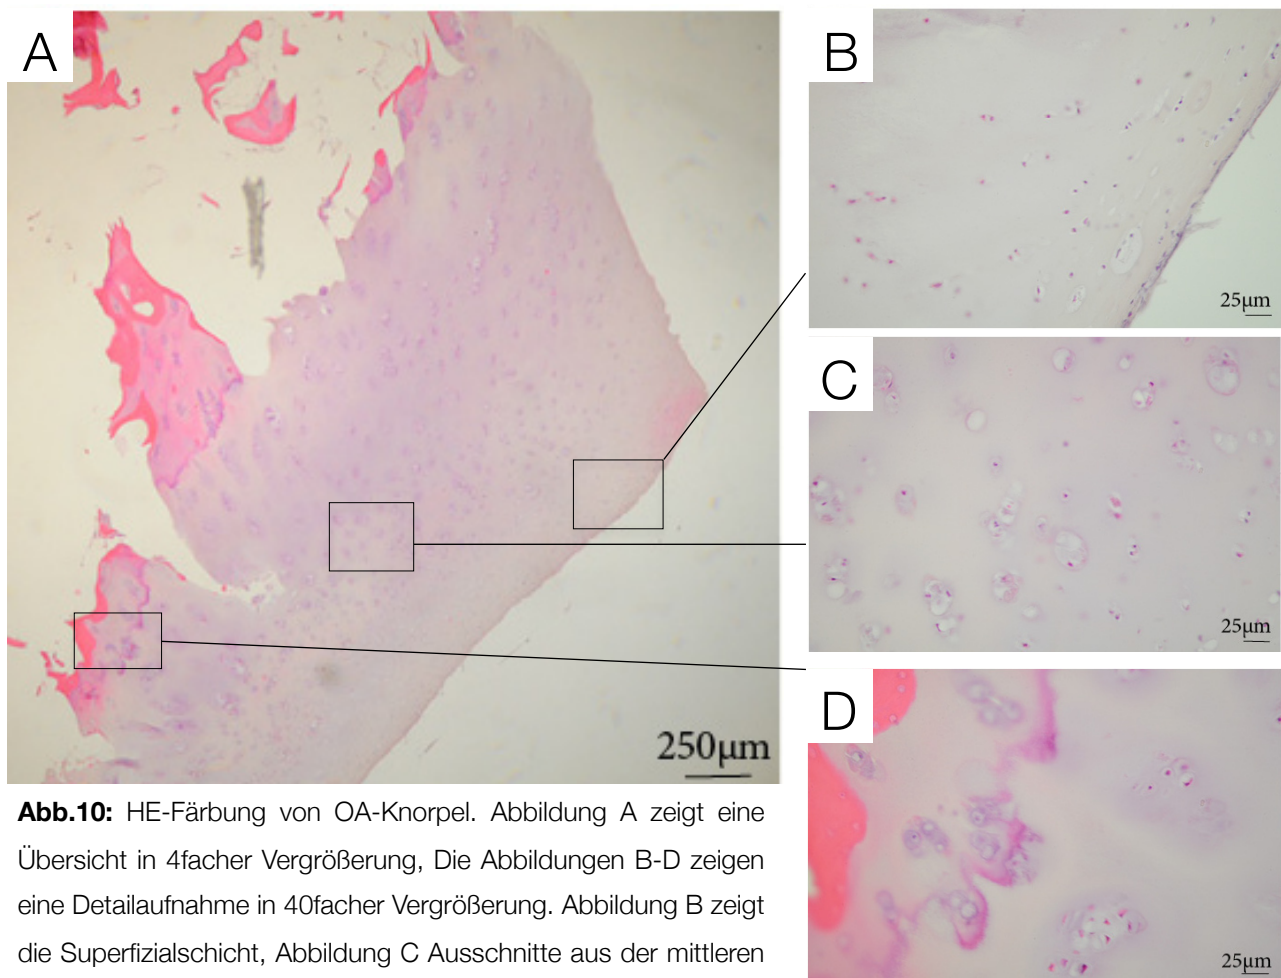 A
B
25µm
C
25µm
D
25µm
250µm
Abb.10: HE-Färbung von OA-Knorpel. Abbildung A zeigt eine
Übersicht in 4facher Vergrößerung, Die Abbildungen B-D zeigen
eine Detailaufnahme in 40facher Vergrößerung. Abbildung B zeigt
die Superfizialschicht, Abbildung C Ausschnitte aus der mittleren